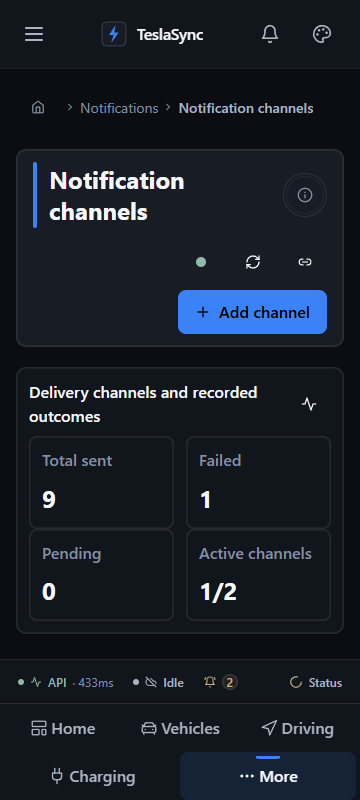 TeslaSync
Notifications > Notification channels
Notification
channels
+ Add channel
Delivery channels and recorded
outcomes
Total sent
9
Failed
1
Pending
0
Active channels
1/2
API · 433ms
Idle
2
Status
Home
Vehicles
Driving
Charging
More